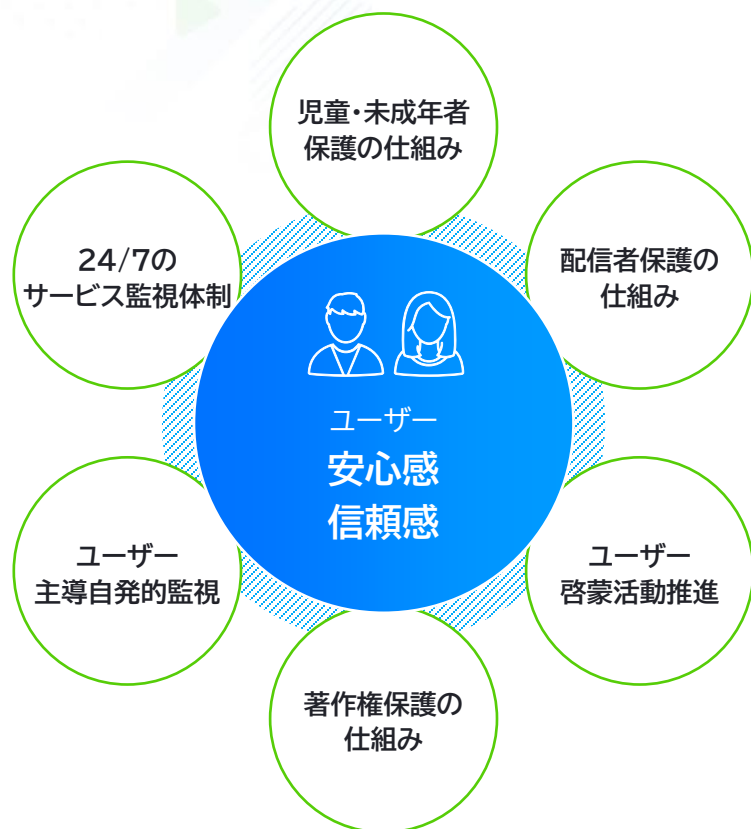 児童・未成年者
保護の仕組み
24/7の
サービス監視体制
配信者保護の
仕組み
ユーザー
安心感
信頼感
ユーザー
主導自発的監視
ユーザー
啓蒙活動推進
著作権保護の
仕組み